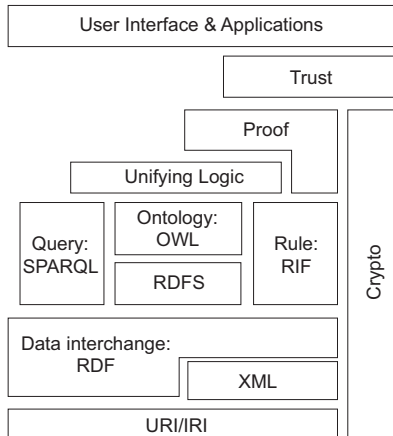 User Interface & Applications
Trust
Proof
Unifying Logic
Query:
SPARQL
Ontology:
OWL
RDFS
Rule:
RIF
Crypto
Data interchange:
RDF
XML
URI/IRI